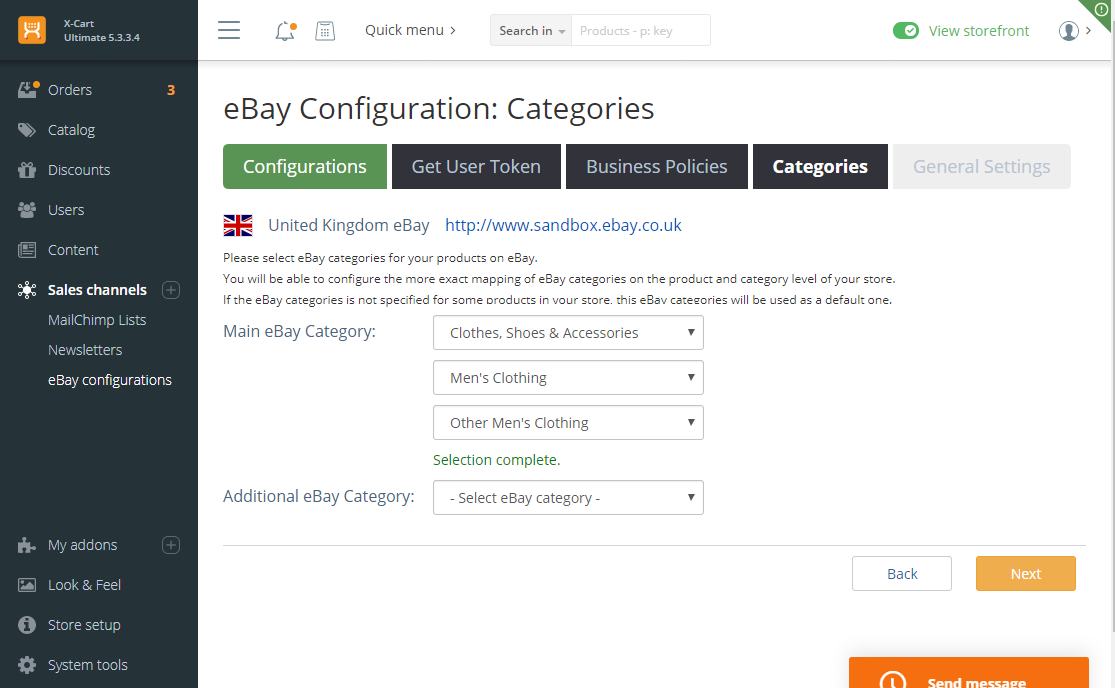 X-Cart
Ultimate 5.3.3.4
Quick menu
Search in
Products - p: key
View storefront
Orders 3
Catalog
Discounts
Users
Content
Sales channels
MailChimp Lists
Newsletters
eBay configurations
My addons
Look & Feel
Store setup
System tools
eBay Configuration: Categories
Configurations
Get User Token
Business Policies
Categories
General Settings
United Kingdom eBay http://www.sandbox.ebay.co.uk
Please select eBay categories for your products on eBay.
You will be able to configure the more exact mapping of eBay categories on the product and category level of your store.
If the eBay categories is not specified for some products in your store, this eBay categories will be used as a default one.
Main eBay Category:
Clothes, Shoes & Accessories
Men's Clothing
Other Men's Clothing
Selection complete.
Additional eBay Category:
- Select eBay category -
Back
Next
Send message